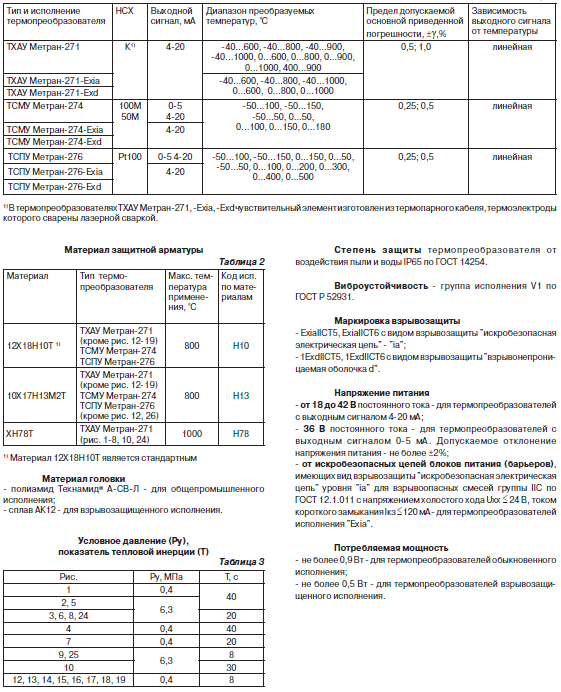 Тип и исполнение термопреобразователя | НСХ | Выходной сигнал, мА | Диапазон преобразуемых температур, °С | Предел допускаемой основной приведенной погрешности, ±γ,% | Зависимость выходного сигнала от температуры
ТХАУ Метран-271 | K¹⁾ | 4-20 | -40...600, -40...800, -40...900, | 0,5; 1,0 | линейная
-40...1000, 0...600, 0...800, 0...900,
0...1000, 400...900
ТХАУ Метран-271-Exia | -40...600, -40...800, -40...1000,
ТХАУ Метран-271-Exd | 0...600, 0...800, 0...1000
ТСМУ Метран-274 | 100М | 0-5 | -50...100, -50...150, | 0,25; 0,5 | линейная
50М | 4-20 | -50...50, 0...50,
ТСМУ Метран-274-Exia | 4-20 | 0...100, 0...150, 0...180
ТСМУ Метран-274-Exd
ТСПУ Метран-276 | Pt100 | 0-5 4-20 | -50...100, -50...150, 0...150, 0...50, | 0,25; 0,5 | линейная
ТСПУ Метран-276-Exia | 4-20 | -50...50, 0...100, 0...200, 0...300,
ТСПУ Метран-276-Exd | 0...400, 0...500
¹⁾ В термопреобразователях ТХАУ Метран-271, -Exia, -Exd чувствительный элемент изготовлен из термопарного кабеля, термоэлектроды
которого сварены лазерной сваркой.
Материал защитной арматуры
Таблица 2
Материал | Тип термопреобразователя | Макс. температура применения, °С | Код исп. по материалам
12Х18Н10Т ¹⁾ | ТХАУ Метран-271 | 800 | Н10
(кроме рис. 12-19)
ТСМУ Метран-274
ТСПУ Метран-276
10Х17Н13М2Т | ТХАУ Метран-271 | 800 | Н13
(кроме рис. 12-19)
ТСМУ Метран-274
ТСПУ Метран-276
(кроме рис. 12, 26)
ХН78Т | ТХАУ Метран-271 | 1000 | Н78
(рис. 1-8, 10, 24)
¹⁾ Материал 12Х18Н10Т является стандартным
Материал головки
- полиамид Технамид® А-СВ-Л - для общепромышленного
исполнения;
- сплав АК12 - для взрывозащищенного исполнения.
Условное давление (Ру),
показатель тепловой инерции (Т)
Таблица 3
Рис. | Ру, МПа | Т, с
1 | 0,4 | 40
2, 5 | 6,3
3, 6, 8, 24 | 20
4 | 0,4 | 40
7 | 0,4 | 20
9, 25 | 6,3 | 8
10 | 30
12, 13, 14, 15, 16, 17, 18, 19 | 0,4 | 8
Степень защиты термопреобразователя от
воздействия пыли и воды IP65 по ГОСТ 14254.
Виброустойчивость - группа исполнения V1 по
ГОСТ Р 52931.
Маркировка взрывозащиты
- ExiaIICT5, ExiaIICT6 с видом взрывозащиты "искробезопасная
электрическая цепь" - "ia";
- 1ExdIICT5, 1ExdIICT6 с видом взрывозащиты "взрывонепрони-
цаемая оболочка d".
Напряжение питания
- от 18 до 42 В постоянного тока - для термопреобразователей
с выходным сигналом 4-20 мА;
- 36 В постоянного тока - для термопреобразователей с
выходным сигналом 0-5 мА. Допускаемое отклонение
напряжения питания - не более ±2%;
- от искробезопасных цепей блоков питания (барьеров),
имеющих вид взрывозащиты "искробезопасная электрическая
цепь" уровня "ia" для взрывоопасных смесей группы IIC по
ГОСТ 12.1.011 с напряжением холостого хода Uхх ≤ 24 В, током
короткого замыкания Iкз ≤ 120 мА - для термопреобразователей
исполнения "Exia".
Потребляемая мощность
- не более 0,9 Вт - для термопреобразователей обыкновенного
исполнения;
- не более 0,5 Вт - для термопреобразователей взрывозащи-
щенного исполнения.